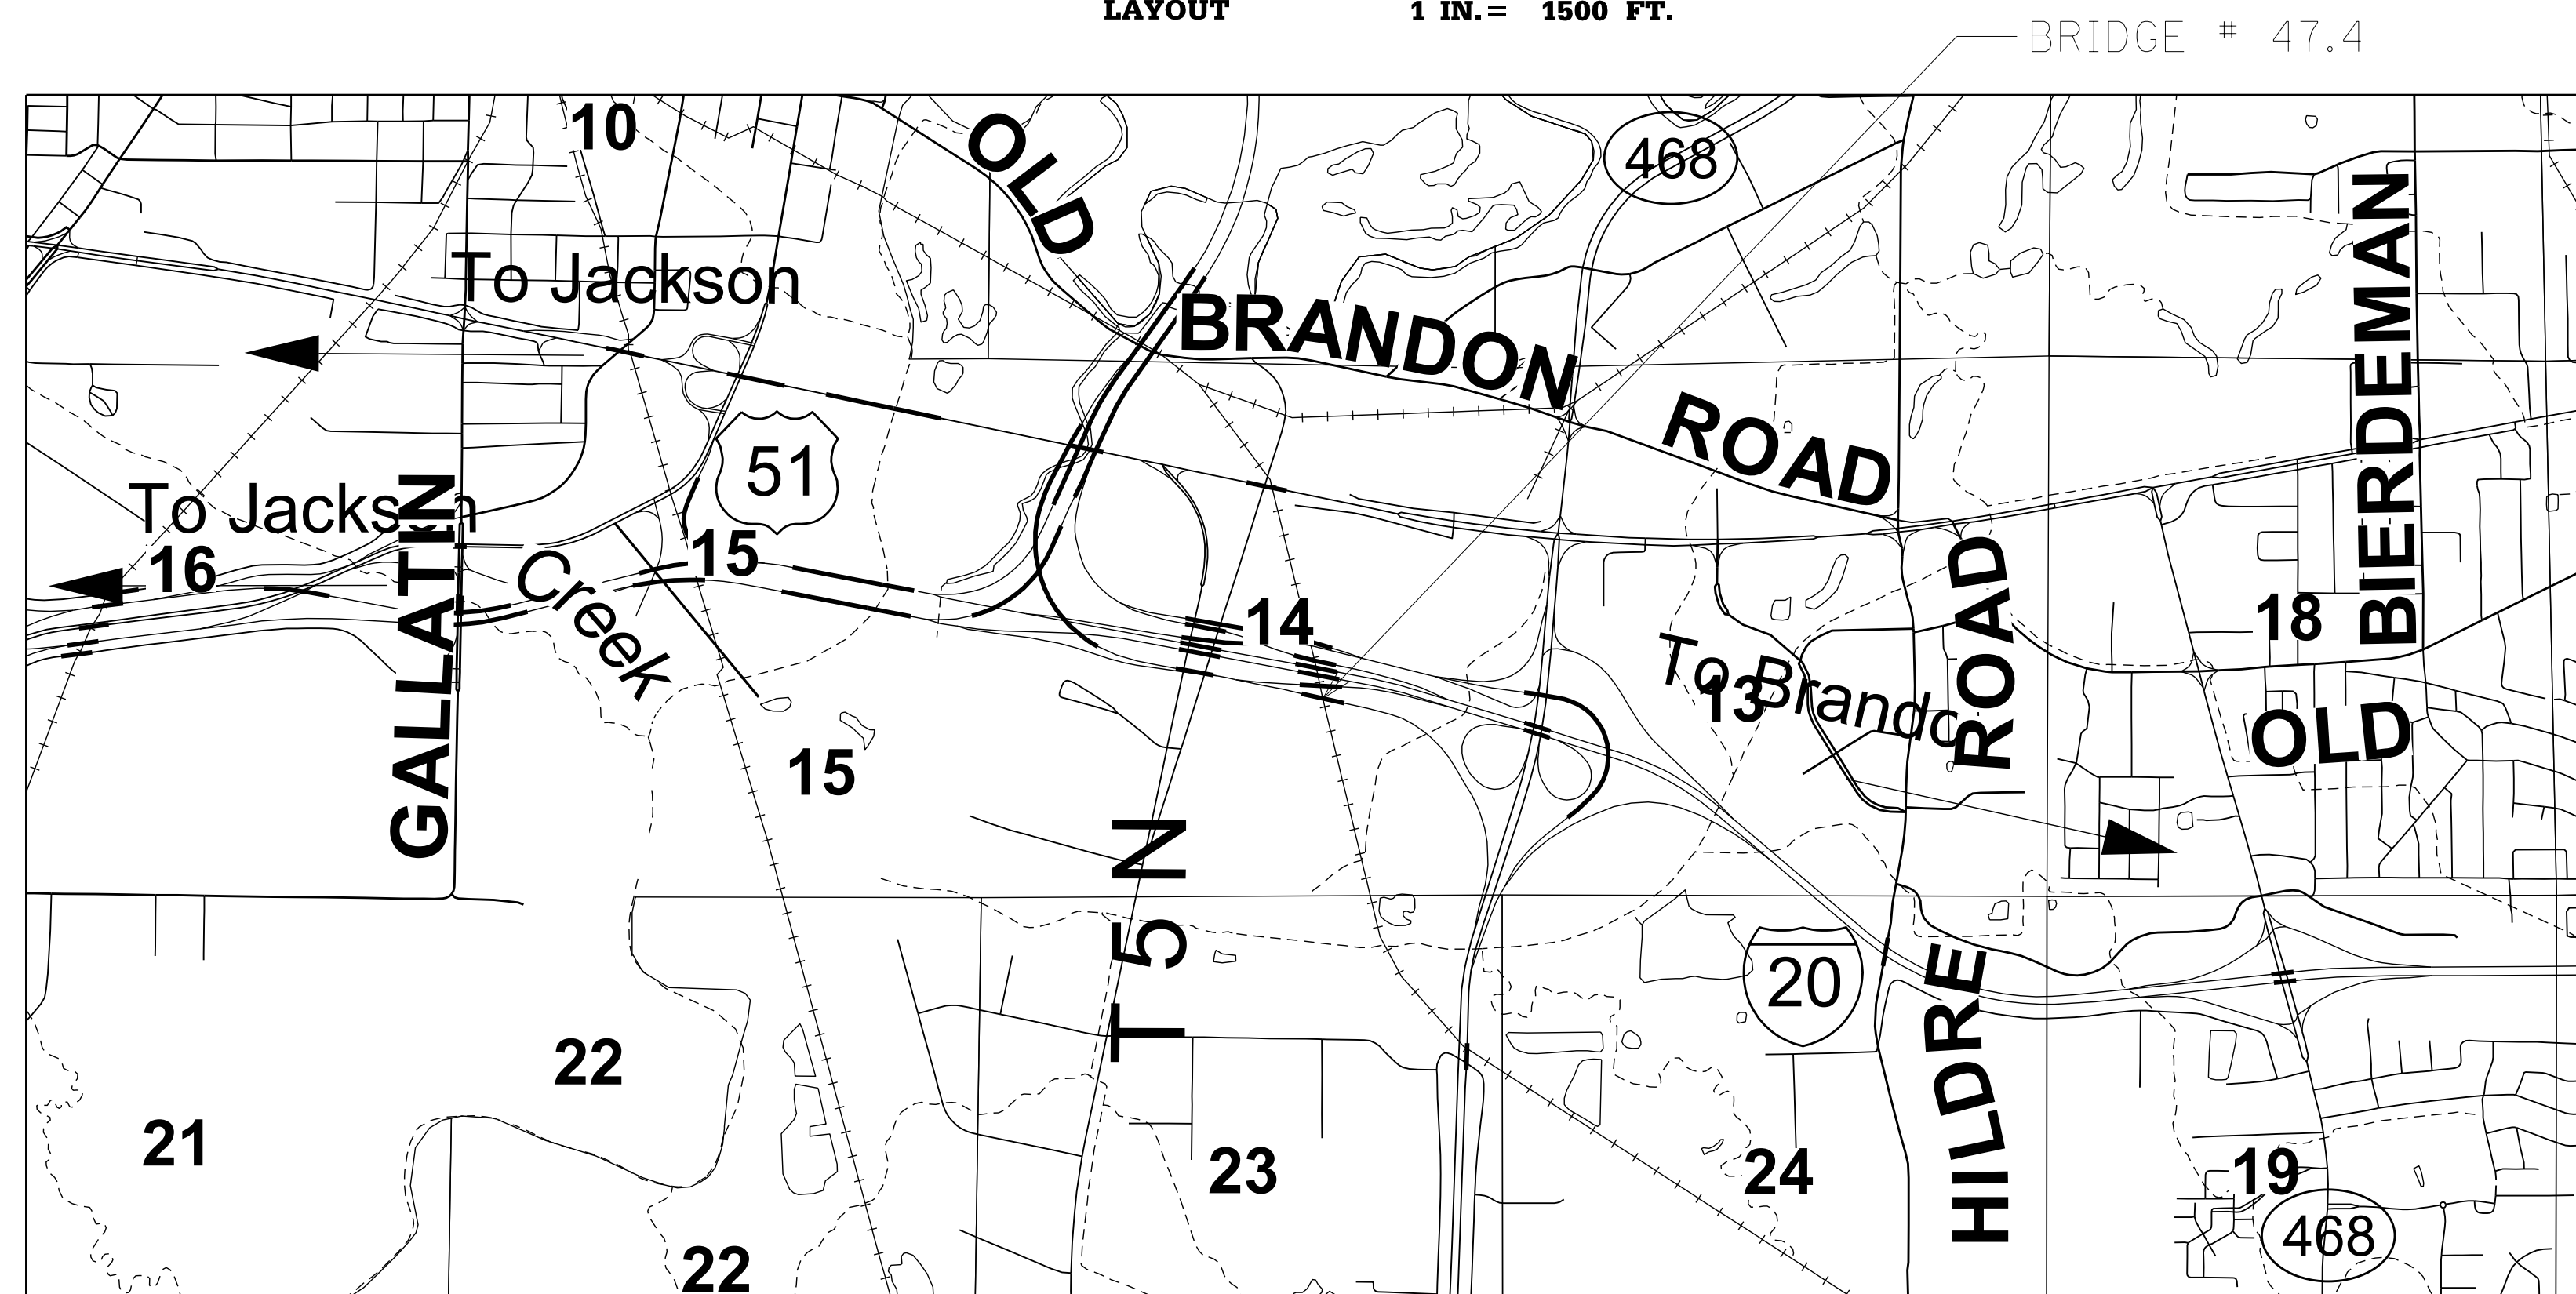 LAYOUT 1 IN.= 1500 FT.
BRIDGE # 47.4
10
OLD
468
To Jackson
BRANDON
ROAD
BIERDEMAN
51
To Jackson
GALLATIN
16
15
Creek
14
18
To Brando
13
ROAD
OLD
15
T 5 N
20
HILDRE
22
21
23
24
19
468
22